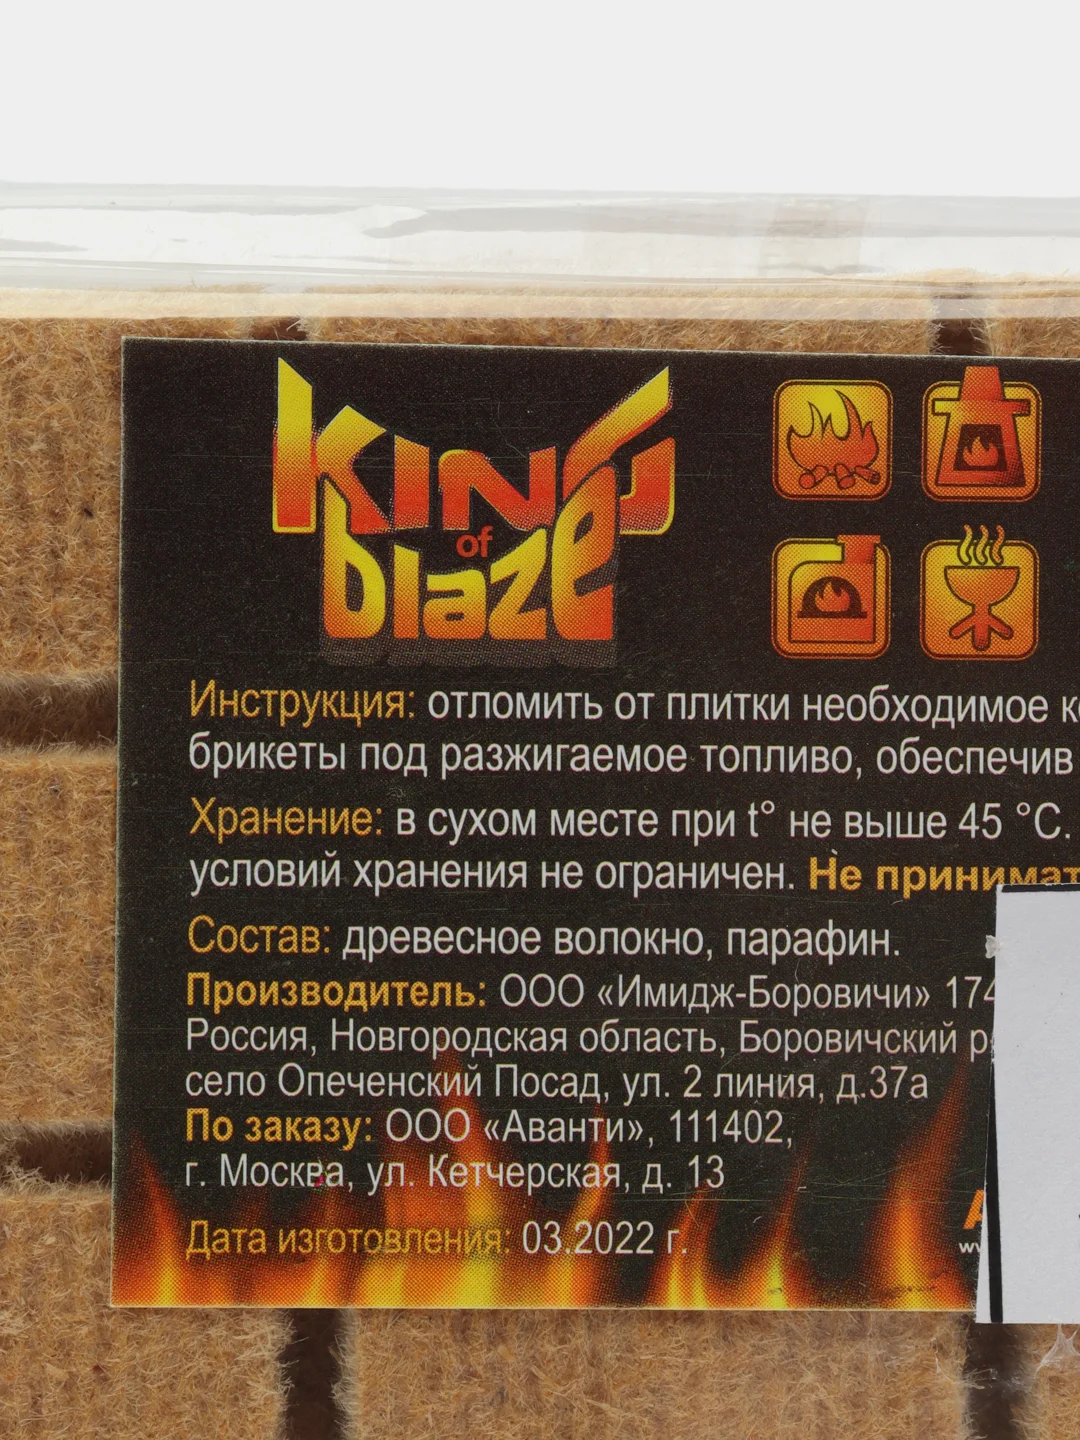 KING
of
blaze
Инструкция: отломить от плитки необходимое
брикеты под разжигаемое топливо, обеспечив
Хранение: в сухом месте при t° не выше 45 °C.
условий хранения не ограничен. Не принимат
Состав: древесное волокно, парафин.
Производитель: ООО «Имидж-Боровичи» 174
Россия, Новгородская область, Боровичский р
село Опеченский Посад, ул. 2 линия, д.37а
По заказу: ООО «Аванти», 111402,
г. Москва, ул. Кетчерская, д. 13
Дата изготовления: 03.2022 г.